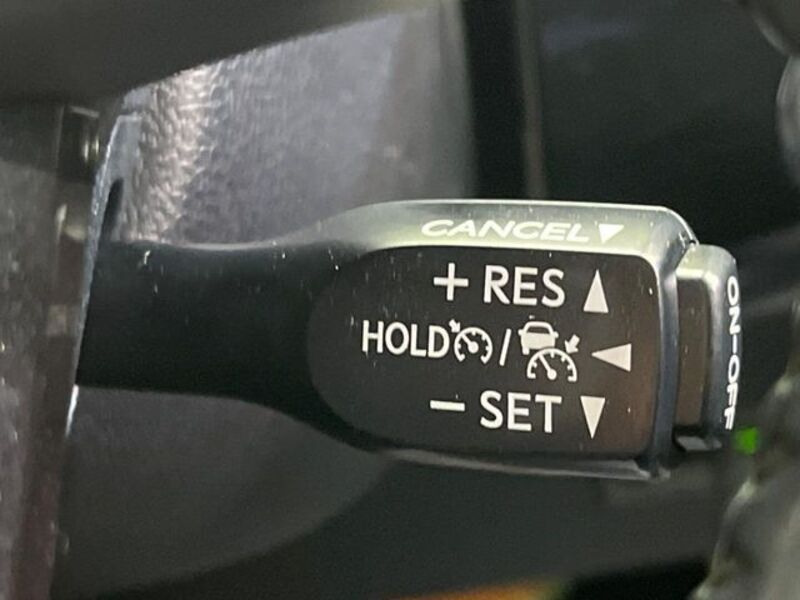 CANCEL▼
+ RES ▲
HOLD / ◀
− SET ▼
ON-OFF